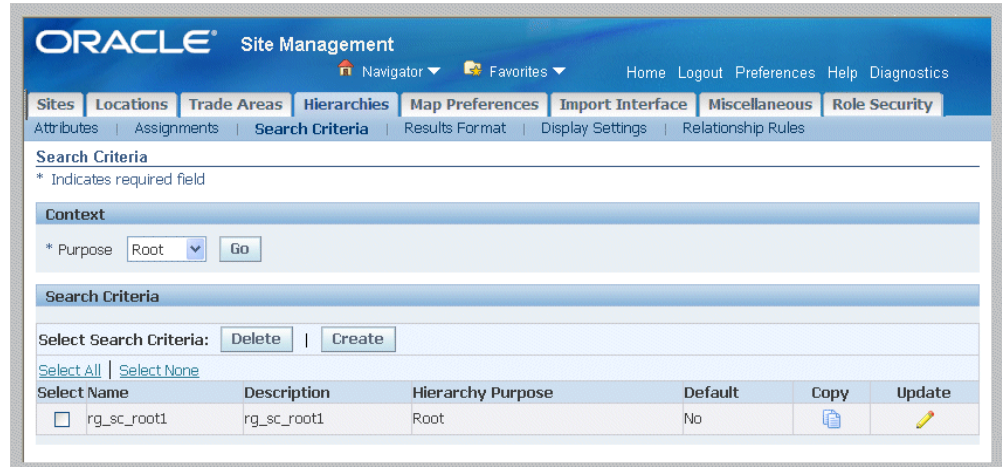 ORACLE® Site Management
Navigator Favorites Home Logout Preferences Help Diagnostics
Sites Locations Trade Areas Hierarchies Map Preferences Import Interface Miscellaneous Role Security
Attributes | Assignments | Search Criteria | Results Format | Display Settings | Relationship Rules
Search Criteria
* Indicates required field
Context
* Purpose Root Go
Search Criteria
Select Search Criteria: Delete | Create
Select All | Select None
Select Name Description Hierarchy Purpose Default Copy Update
rg_sc_root1 rg_sc_root1 Root No